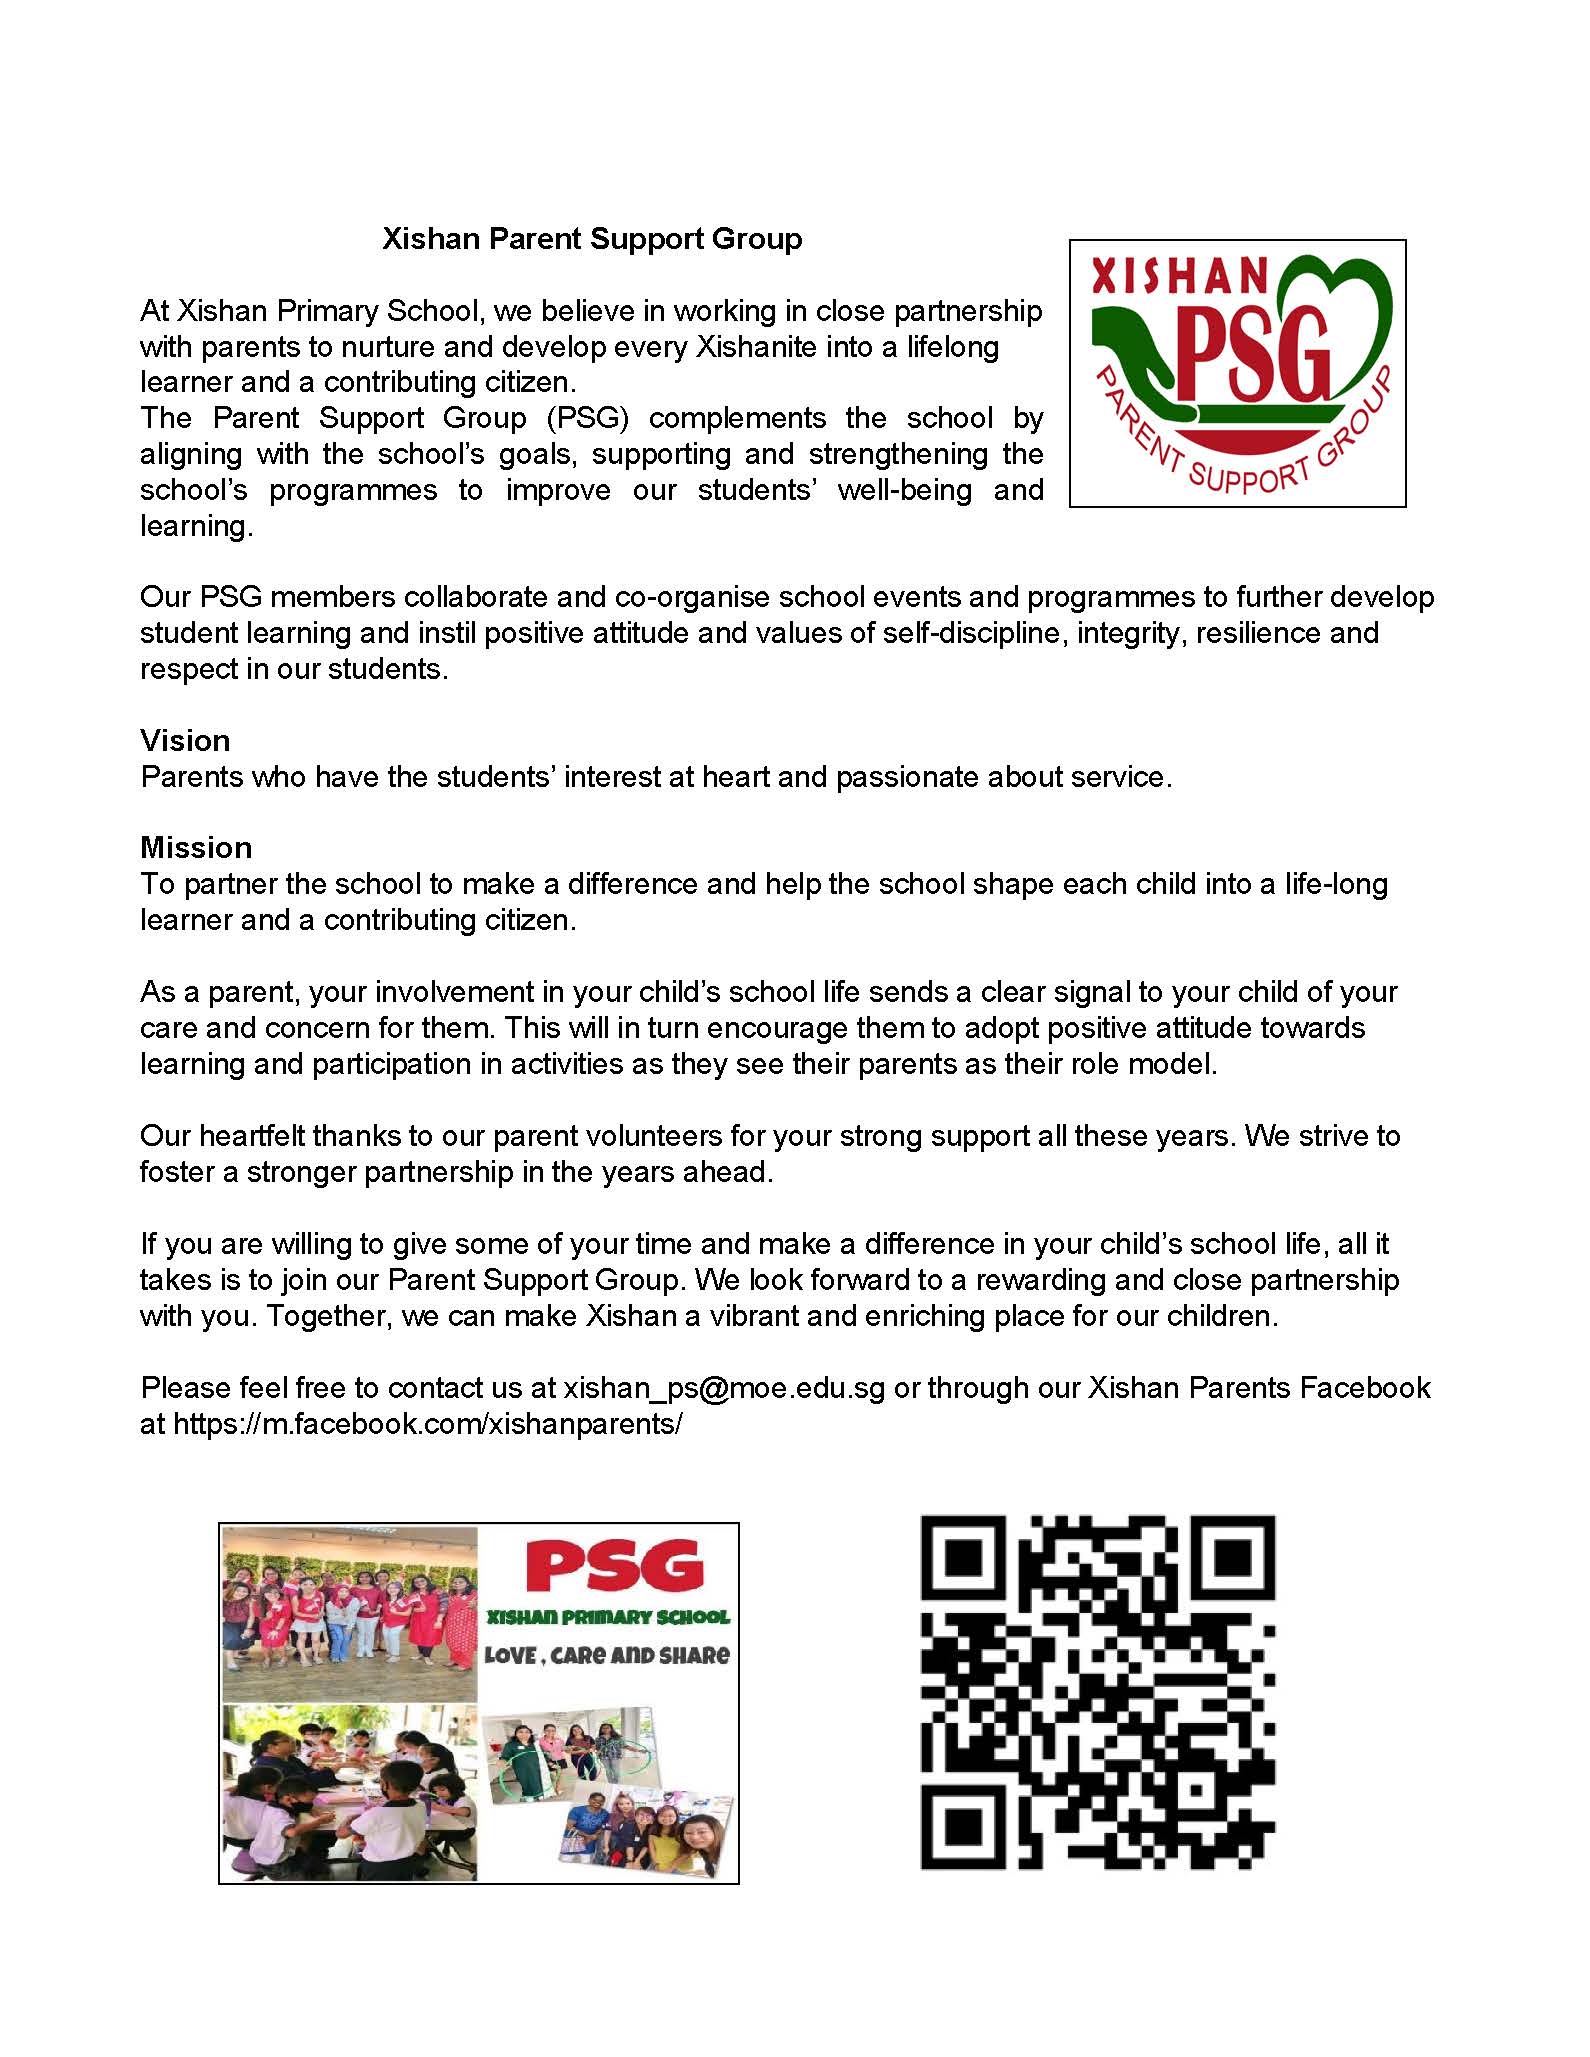 Xishan Parent Support Group
XISHAN
PSG
PARENT SUPPORT GROUP
At Xishan Primary School, we believe in working in close partnership
with parents to nurture and develop every Xishanite into a lifelong
learner and a contributing citizen.
The Parent Support Group (PSG) complements the school by
aligning with the school’s goals, supporting and strengthening the
school’s programmes to improve our students’ well-being and
learning.
Our PSG members collaborate and co-organise school events and programmes to further develop
student learning and instil positive attitude and values of self-discipline, integrity, resilience and
respect in our students.
Vision
Parents who have the students’ interest at heart and passionate about service.
Mission
To partner the school to make a difference and help the school shape each child into a life-long
learner and a contributing citizen.
As a parent, your involvement in your child’s school life sends a clear signal to your child of your
care and concern for them. This will in turn encourage them to adopt positive attitude towards
learning and participation in activities as they see their parents as their role model.
Our heartfelt thanks to our parent volunteers for your strong support all these years. We strive to
foster a stronger partnership in the years ahead.
If you are willing to give some of your time and make a difference in your child’s school life, all it
takes is to join our Parent Support Group. We look forward to a rewarding and close partnership
with you. Together, we can make Xishan a vibrant and enriching place for our children.
Please feel free to contact us at xishan_ps@moe.edu.sg or through our Xishan Parents Facebook
at https://m.facebook.com/xishanparents/
PSG
XISHAN PRIMARY SCHOOL
LOVE , CARE AND SHARE